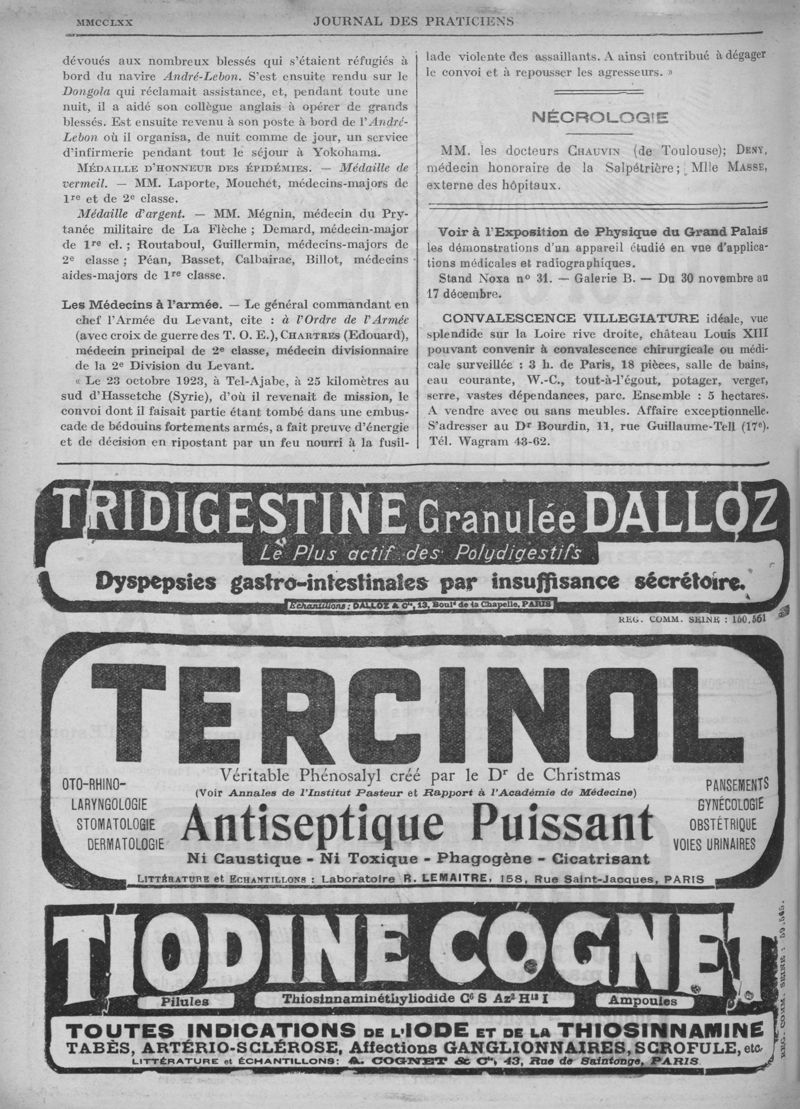 MMCCLXX
JOURNAL DES PRATICIENS
dévoués aux nombreux blessés qui s'étaient réfugiés à
bord du navire André-Lebon. S'est ensuite rendu sur le
Dongola qui réclamait assistance, et, pendant toute une
nuit, il a aidé son collègue anglais à opérer de grands
blessés. Est ensuite revenu à son poste à bord de l'André-
Lebon où il organisa, de nuit comme de jour, un service
d'infirmerie pendant tout le séjour à Yokohama.
MÉDAILLE D'HONNEUR DES ÉPIDÉMIES. — Médaille de
vermeil. — MM. Laporte, Mouchet, médecins-majors de
1re et de 2e classe.
Médaille d'argent. — MM. Mégnin, médecin du Pry-
tanée militaire de La Flèche ; Demard, médecin-major
de 1re cl. ; Routaboul, Guillermin, médecins-majors de
2e classe ; Péan, Basset, Calbairac, Billot, médecins
aides-majors de 1re classe.
Les Médecins à l'armée. — Le général commandant en
chef l'Armée du Levant, cite : à l'Ordre de l'Armée
(avec croix de guerre des T. O. E.), CHARTRES (Edouard),
médecin principal de 2e classe, médecin divisionnaire
de la 2e Division du Levant.
« Le 23 octobre 1923, à Tel-Ajabe, à 25 kilomètres au
sud d'Hassetche (Syrie), d'où il revenait de mission, le
convoi dont il faisait partie étant tombé dans une embus-
cade de bédouins fortements armés, a fait preuve d'énergie
et de décision en ripostant par un feu nourri à la fusil-
lade violente des assaillants. A ainsi contribué à dégager
le convoi et à repousser les agresseurs. »
NÉCROLOGIE
MM. les docteurs CHAUVIN (de Toulouse); DENY,
médecin honoraire de la Salpétrière ; Mlle MASSE,
externe des hôpitaux.
Voir à l'Exposition de Physique du Grand Palais
les démonstrations d'un appareil étudié en vue d'applica-
tions médicales et radiographiques.
Stand Noxa no 31. — Galerie B. — Du 30 novembre au
17 décembre.
CONVALESCENCE VILLEGIATURE idéale, vue
splendide sur la Loire rive droite, château Louis XIII
pouvant convenir à convalescence chirurgicale ou médi-
cale surveillée : 3 h. de Paris, 18 pièces, salle de bains,
eau courante, W.-C., tout-à-l'égout, potager, verger,
serre, vastes dépendances, parc. Ensemble : 5 hectares.
A vendre avec ou sans meubles. Affaire exceptionnelle.
S'adresser au Dr Bourdin, 11, rue Guillaume-Tell (17e).
Tél. Wagram 43-62.
TRIDIGESTINE Granulée DALLOZ
Le Plus actif des Polydigestifs
Dyspepsies gastro-intestinales par insuffisance sécrétoire.
Echantillons : DALLOZ & Cie, 13, Bould de la Chapelle, PARIS
REG. COMM. SEINE : 160.561
TERCINOL
Véritable Phénosalyl créé par le Dr de Christmas
(Voir Annales de l'Institut Pasteur et Rapport à l'Académie de Médecine)
OTO-RHINO-
LARYNGOLOGIE
STOMATOLOGIE
DERMATOLOGIE
Antiseptique Puissant
PANSEMENTS
GYNÉCOLOGIE
OBSTÉTRIQUE
VOIES URINAIRES
Ni Caustique - Ni Toxique - Phagogène - Cicatrisant
LITTÉRATURE et ECHANTILLONS : Laboratoire R. LEMAITRE, 158, Rue Saint-Jacques, PARIS
TIODINE COGNET
Pilules
Thiosinnaminéthyliodide C6 S Az2 H13 I
Ampoules
TOUTES INDICATIONS DE L'IODE ET DE LA THIOSINNAMINE
TABÈS, ARTÉRIO-SCLÉROSE, Affections GANGLIONNAIRES, SCROFULE, etc.
LITTÉRATURE et ÉCHANTILLONS: A. COGNET & Cie, 43, Rue de Saintonge, PARIS
REG. COMM. SEINE : 59.545.